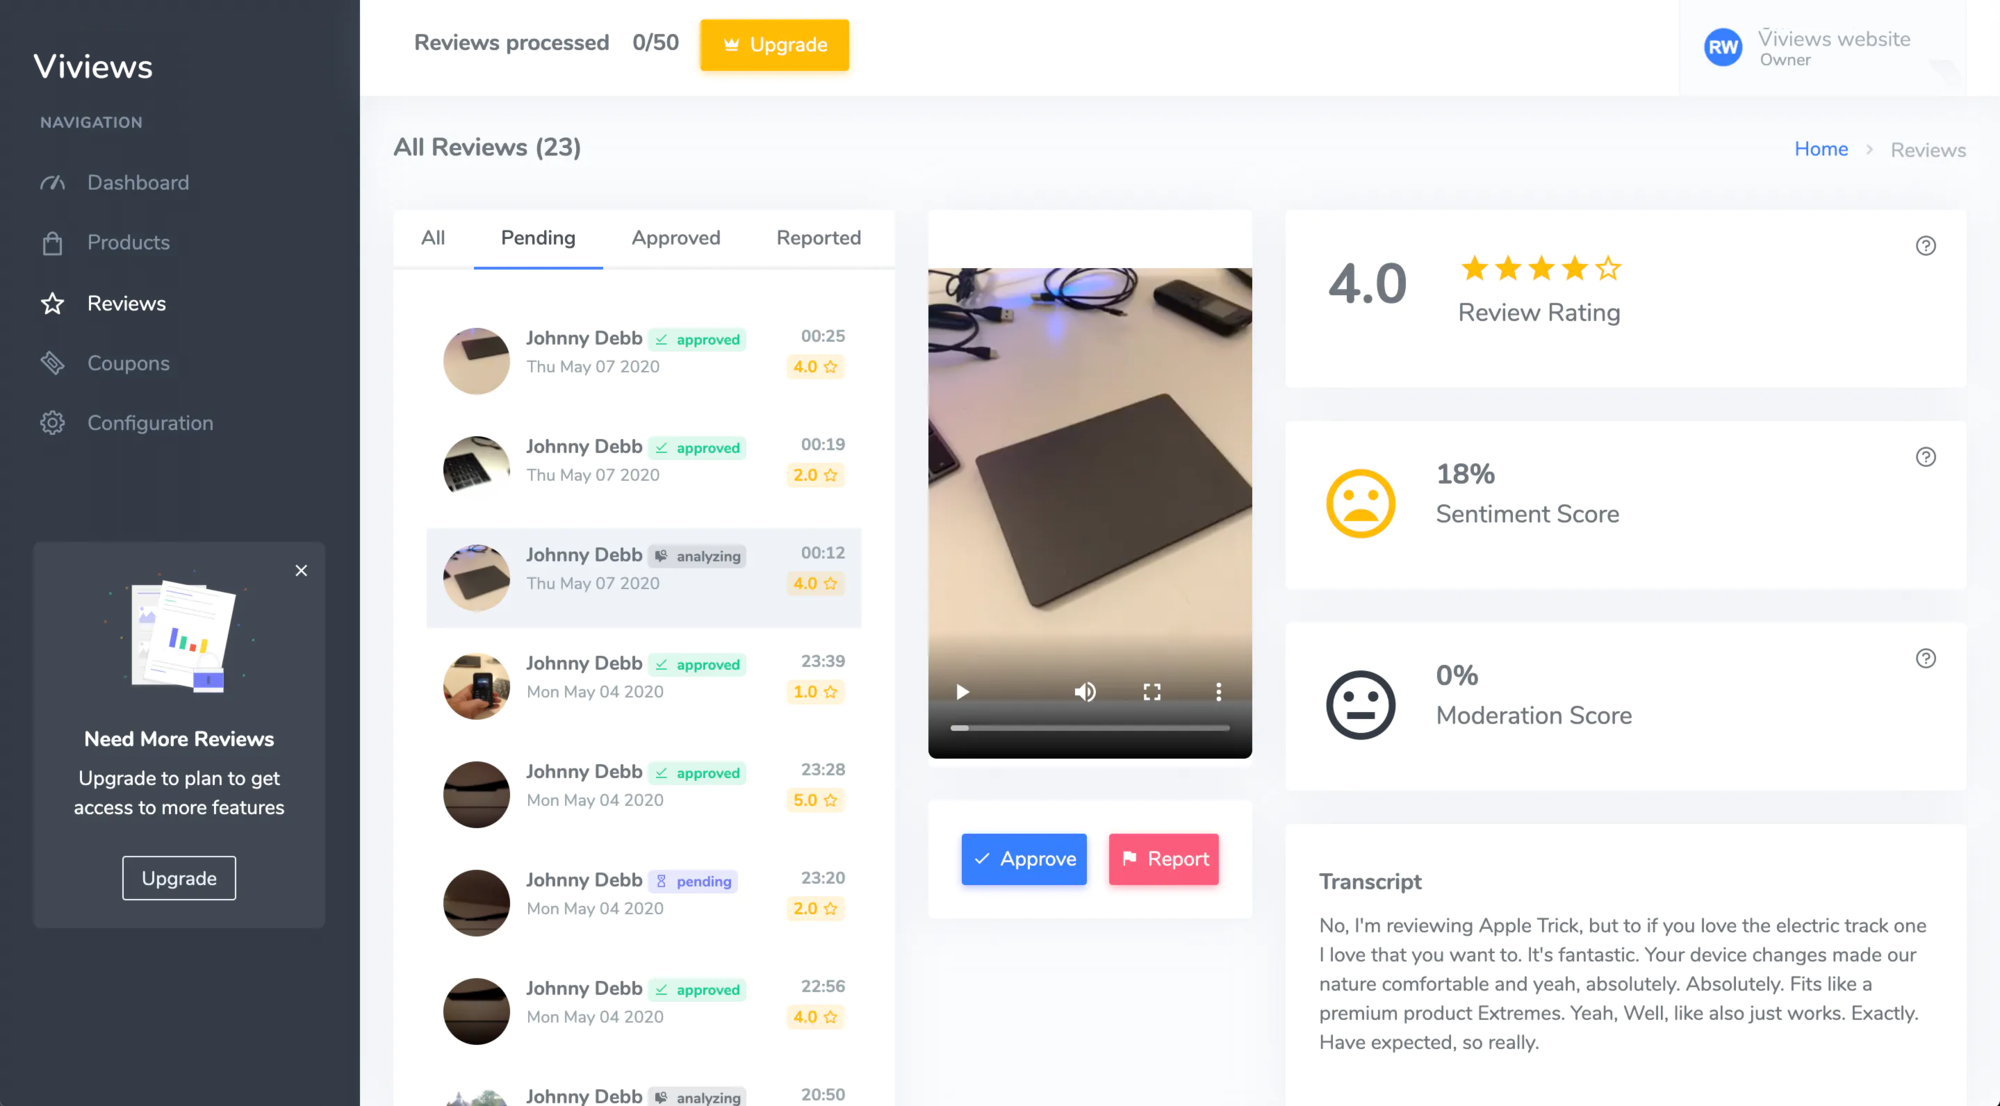 Viviews
NAVIGATION
Dashboard
Products
Reviews
Coupons
Configuration
Need More Reviews
Upgrade to plan to get
access to more features
Upgrade
Reviews processed 0/50 Upgrade
RW Viviews website
Owner
All Reviews (23)
Home > Reviews
All Pending Approved Reported
Johnny Debb approved 00:25
Thu May 07 2020 4.0
Johnny Debb approved 00:19
Thu May 07 2020 2.0
Johnny Debb analyzing 00:12
Thu May 07 2020 4.0
Johnny Debb approved 23:39
Mon May 04 2020 1.0
Johnny Debb approved 23:28
Mon May 04 2020 5.0
Johnny Debb pending 23:20
Mon May 04 2020 2.0
Johnny Debb approved 22:56
Mon May 04 2020 4.0
Johnny Debb analyzing 20:50
Approve Report
4.0
Review Rating
18%
Sentiment Score
0%
Moderation Score
Transcript
No, I'm reviewing Apple Trick, but to if you love the electric track one
I love that you want to. It's fantastic. Your device changes made our
nature comfortable and yeah, absolutely. Absolutely. Fits like a
premium product Extremes. Yeah, Well, like also just works. Exactly.
Have expected, so really.